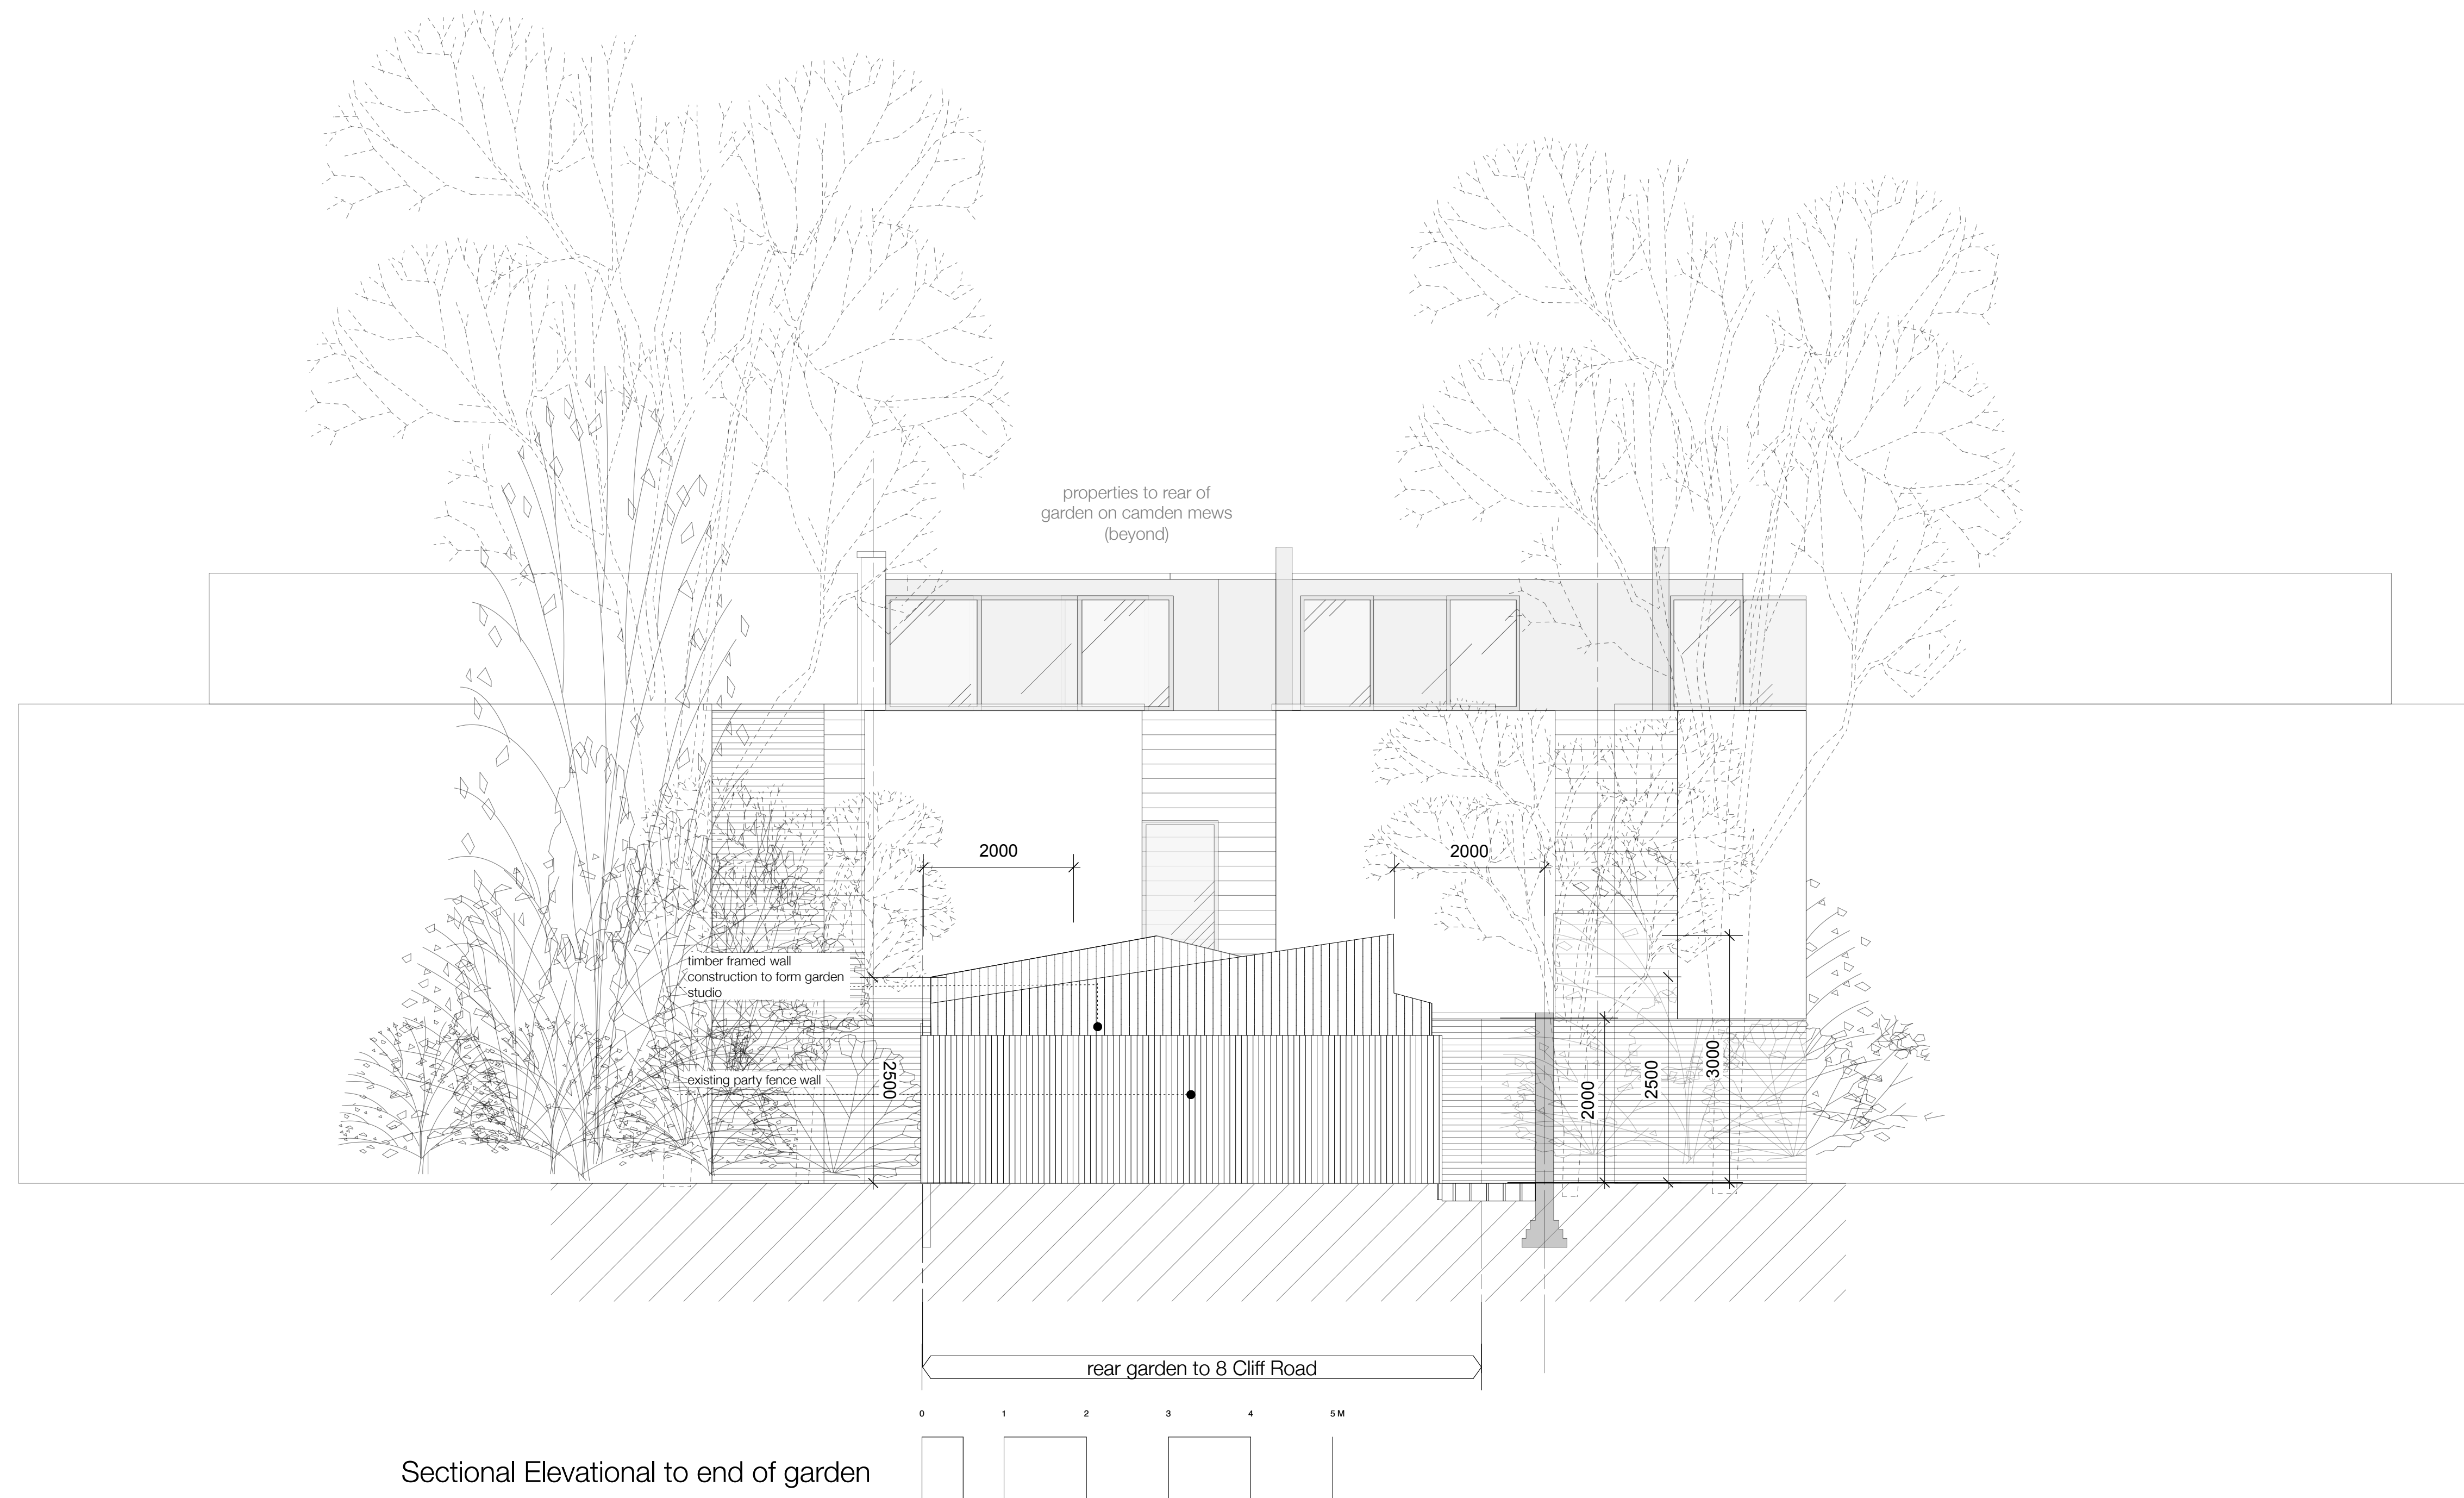 properties to rear of
garden on camden mews
(beyond)
2000
2000
timber framed wall
construction to form garden
studio
existing party fence wall
2500
2000
2500
3000
rear garden to 8 Cliff Road
0 1 2 3 4 5 M
Sectional Elevational to end of garden